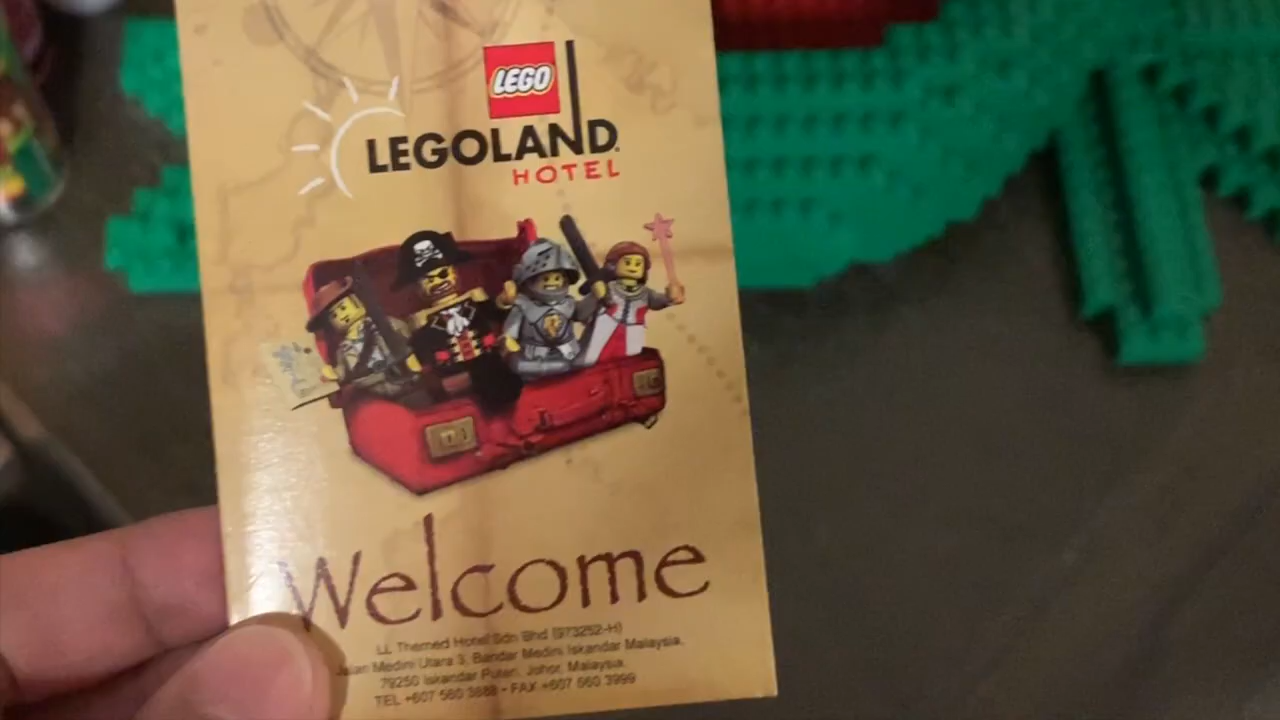 LEGO
LEGOLAND
HOTEL
Welcome
LL Themed Hotel Sdn Bhd (973252-H)
Jalan Medini Utara 3, Bandar Medini Iskandar Malaysia,
79250 Iskandar Puteri, Johor, Malaysia.
TEL +607 560 3888 • FAX +607 560 3999